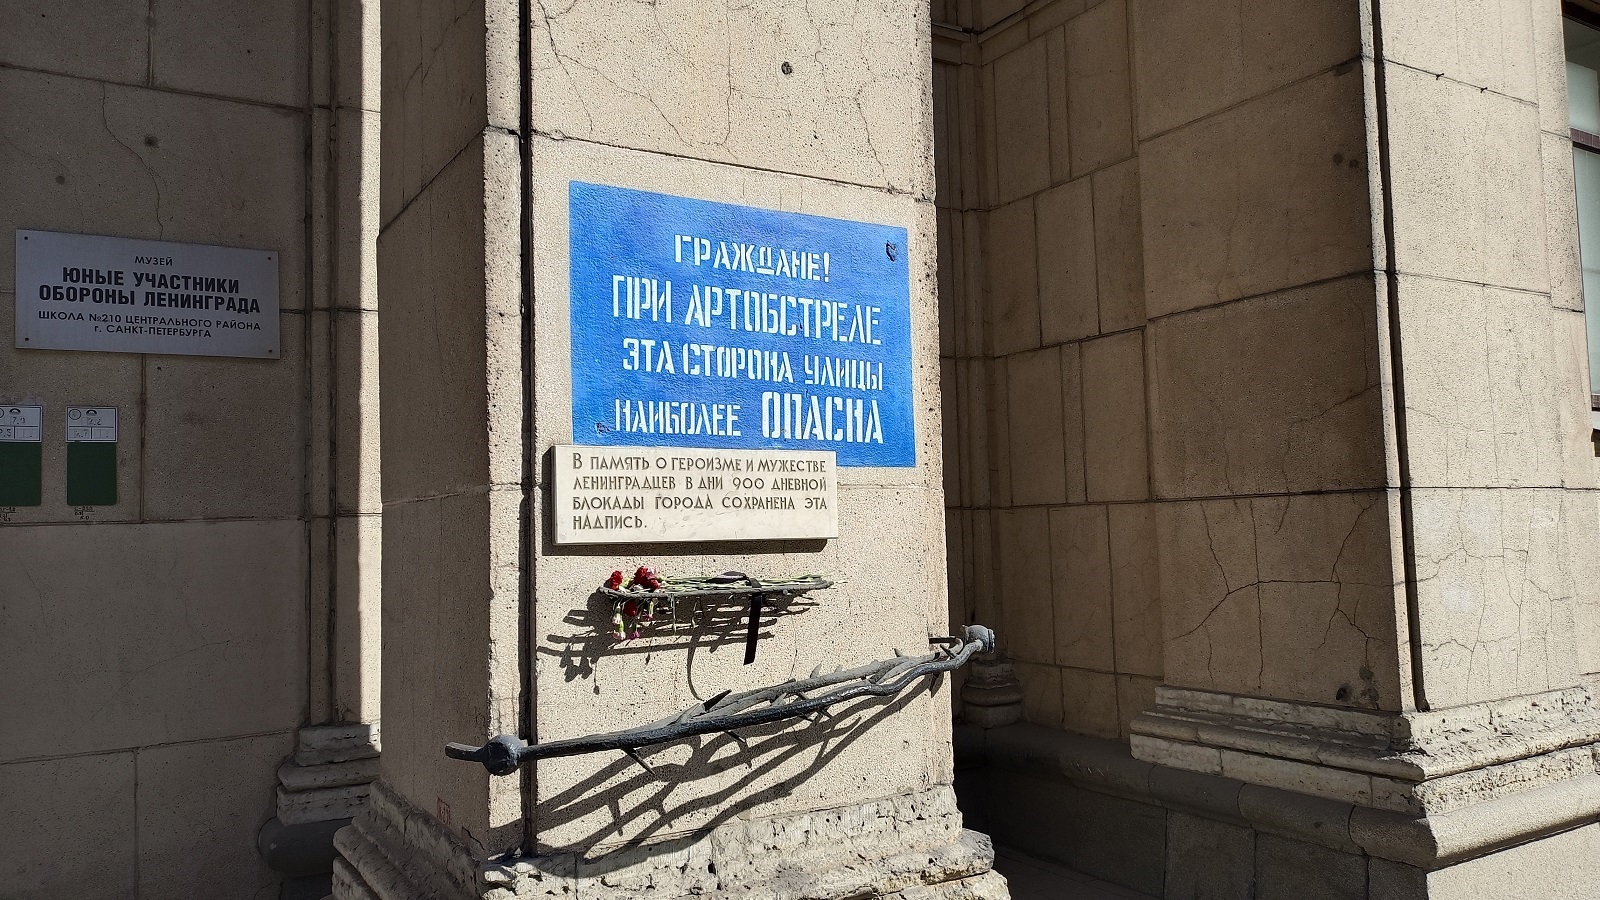 МУЗЕЙ
ЮНЫЕ УЧАСТНИКИ
ОБОРОНЫ ЛЕНИНГРАДА
ШКОЛА №210 ЦЕНТРАЛЬНОГО РАЙОНА
г. САНКТ-ПЕТЕРБУРГА
ГРАЖДАНЕ!
ПРИ АРТОБСТРЕЛЕ
ЭТА СТОРОНА УЛИЦЫ
НАИБОЛЕЕ ОПАСНА
В ПАМЯТЬ О ГЕРОИЗМЕ И МУЖЕСТВЕ
ЛЕНИНГРАДЦЕВ В ДНИ 900 ДНЕВНОЙ
БЛОКАДЫ ГОРОДА СОХРАНЕНА ЭТА
НАДПИСЬ.